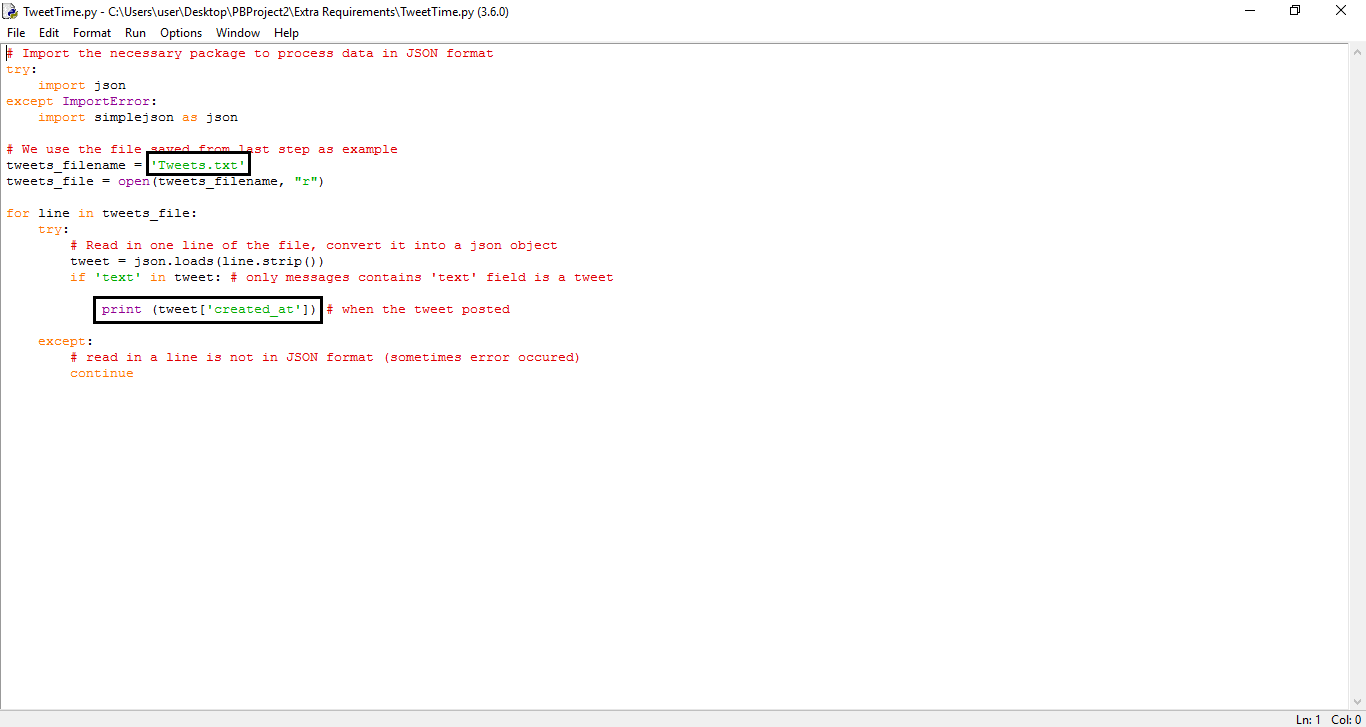 TweetTime.py - C:\Users\user\Desktop\PBProject2\Extra Requirements\TweetTime.py (3.6.0)
File Edit Format Run Options Window Help
# Import the necessary package to process data in JSON format
try:
    import json
except ImportError:
    import simplejson as json
# We use the file saved from last step as example
tweets_filename = 'Tweets.txt'
tweets_file = open(tweets_filename, "r")
for line in tweets_file:
    try:
        # Read in one line of the file, convert it into a json object
        tweet = json.loads(line.strip())
        if 'text' in tweet: # only messages contains 'text' field is a tweet
            print (tweet['created_at']) # when the tweet posted
    except:
        # read in a line is not in JSON format (sometimes error occured)
        continue
Ln: 1 Col: 0